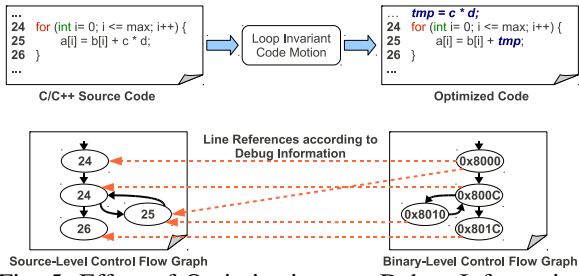 ...
24 for (int i= 0; i <= max; i++) {
25 a[i] = b[i] + c * d;
26 }
...
C/C++ Source Code
Loop Invariant
Code Motion
... tmp = c * d;
24 for (int i= 0; i <= max; i++) {
25 a[i] = b[i] + tmp;
26 }
...
Optimized Code
Line References according to
Debug Information
24
24
25
26
Source-Level Control Flow Graph
0x8000
0x800C
0x8010
0x801C
Binary-Level Control Flow Graph